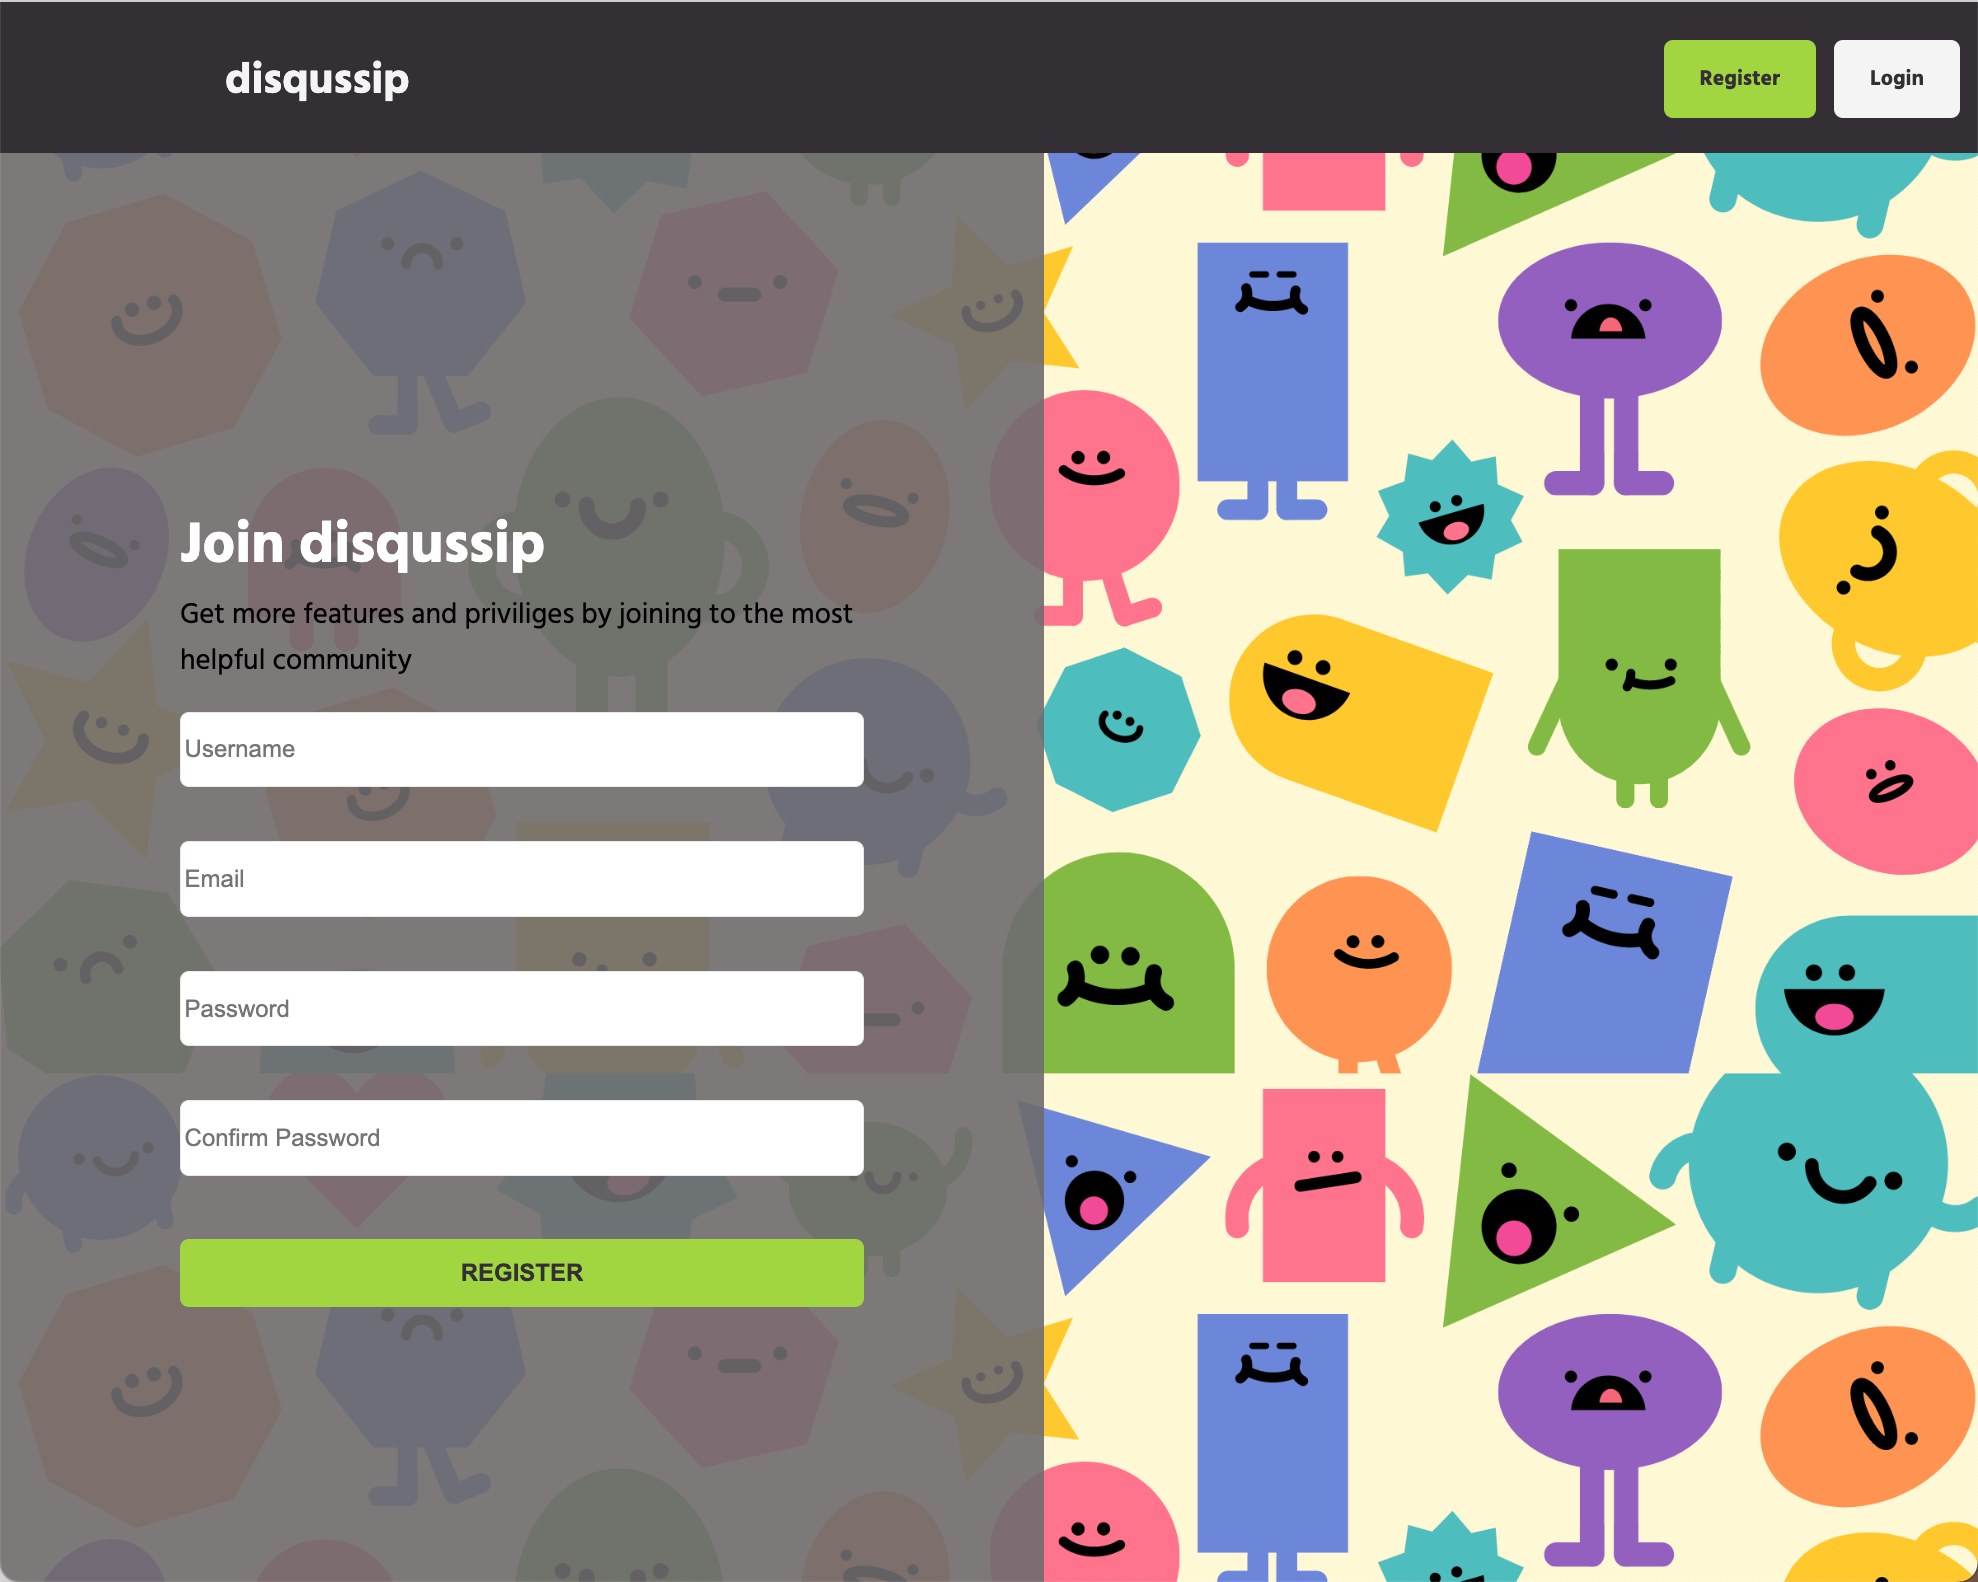 disqussip
Register
Login
Join disqussip
Get more features and priviliges by joining to the most
helpful community
Username
Email
Password
Confirm Password
REGISTER